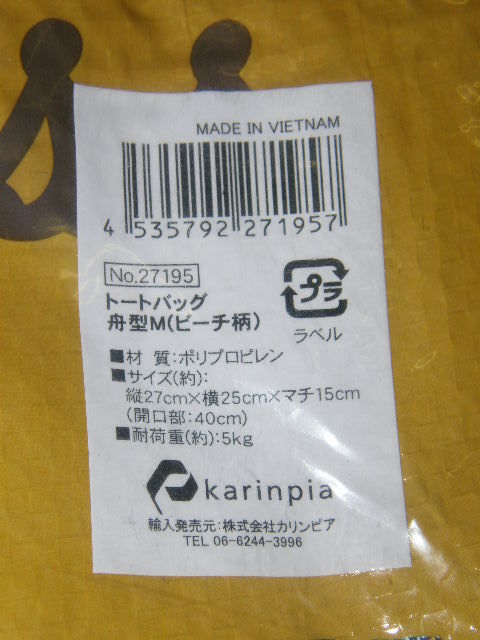 MADE IN VIETNAM
4 535792 271957
No.27195
トートバッグ
舟型M(ビーチ柄)
プラ
ラベル
■材 質:ポリプロピレン
■サイズ(約):
縦27cm×横25cm×マチ15cm
(開口部:40cm)
■耐荷重(約):5kg
karinpia
輸入発売元:株式会社カリンピア
TEL 06-6244-3996